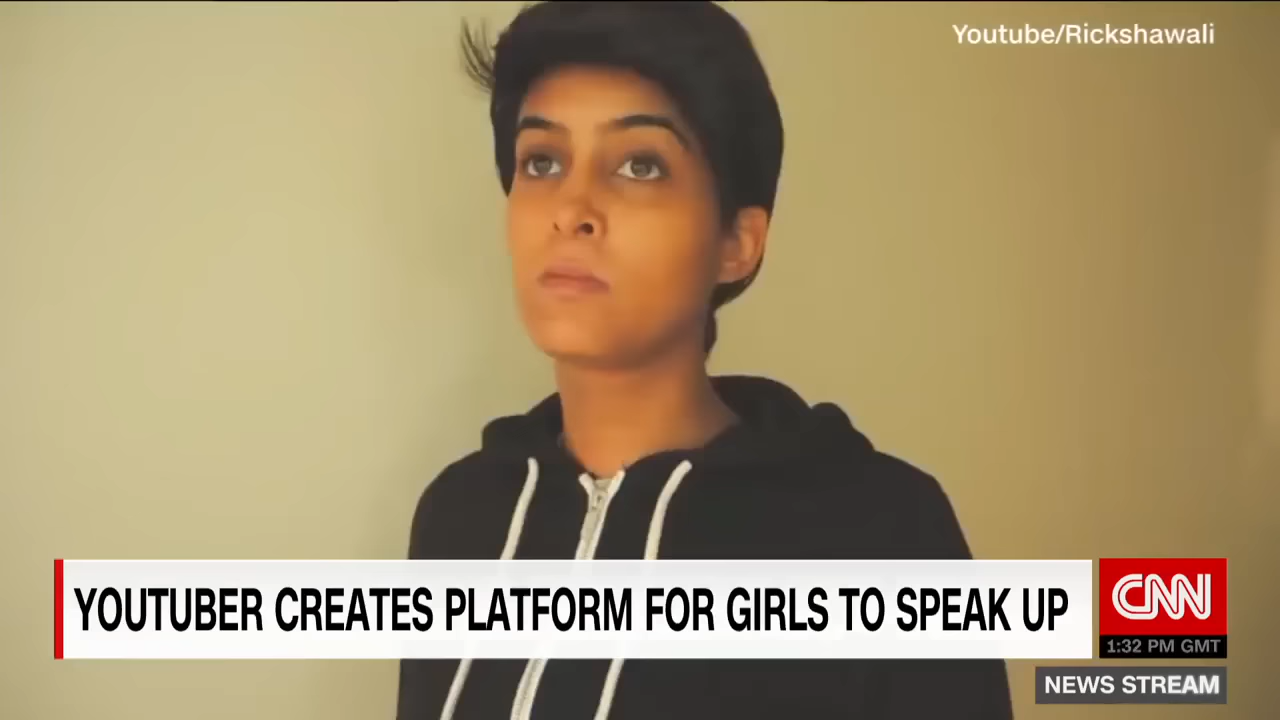 Youtube/Rickshawali
YOUTUBER CREATES PLATFORM FOR GIRLS TO SPEAK UP
CNN
1:32 PM GMT
NEWS STREAM